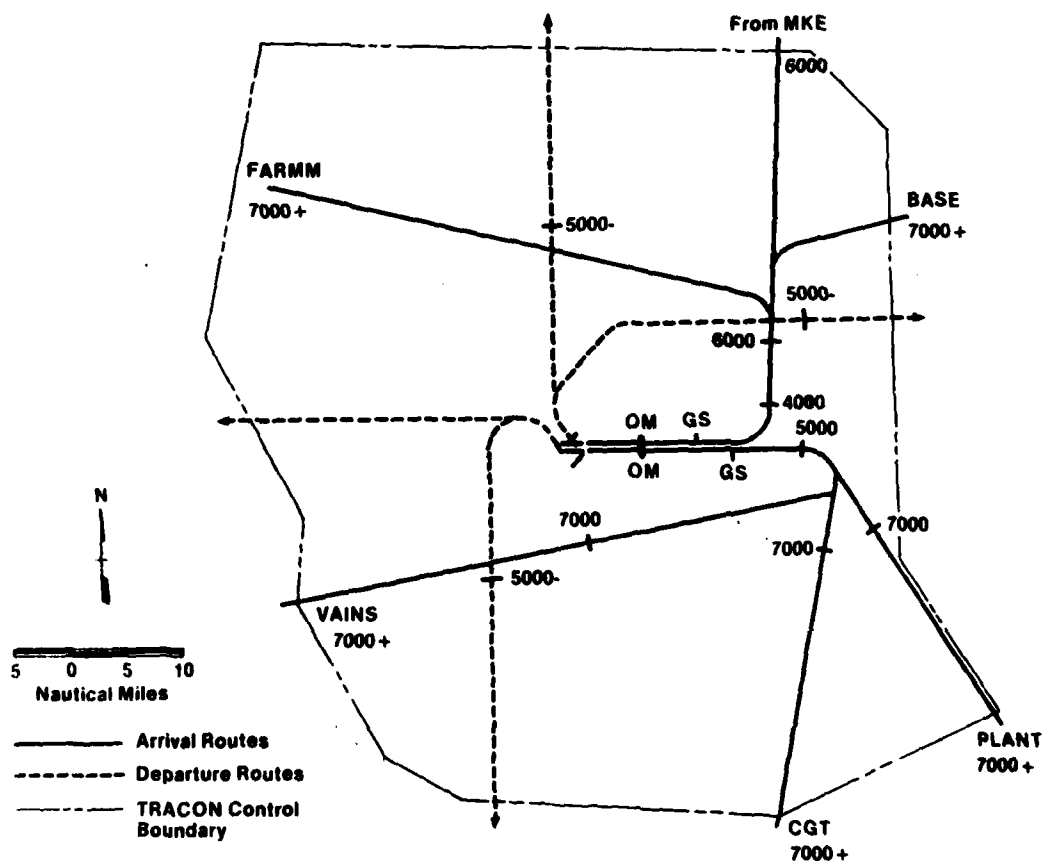 From MKE
6000
FARMM
7000+
BASE
7000+
5000-
5000-
6000
4000
OM
GS
5000
OM
GS
N
7000
7000
7000
5000-
VAINS
7000+
5 0 5 10
Nautical Miles
Arrival Routes
Departure Routes
TRACON Control
Boundary
PLANT
7000+
CGT
7000+